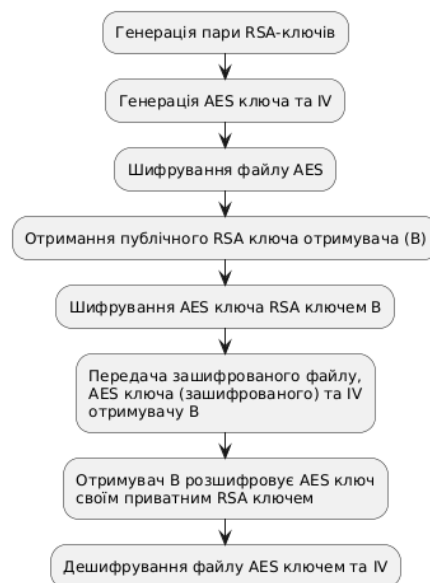 Генерація пари RSA-ключів
Генерація AES ключа та IV
Шифрування файлу AES
Отримання публічного RSA ключа отримувача (B)
Шифрування AES ключа RSA ключем B
Передача зашифрованого файлу,
AES ключа (зашифрованого) та IV
отримувачу B
Отримувач B розшифровує AES ключ
своїм приватним RSA ключем
Дешифрування файлу AES ключем та IV